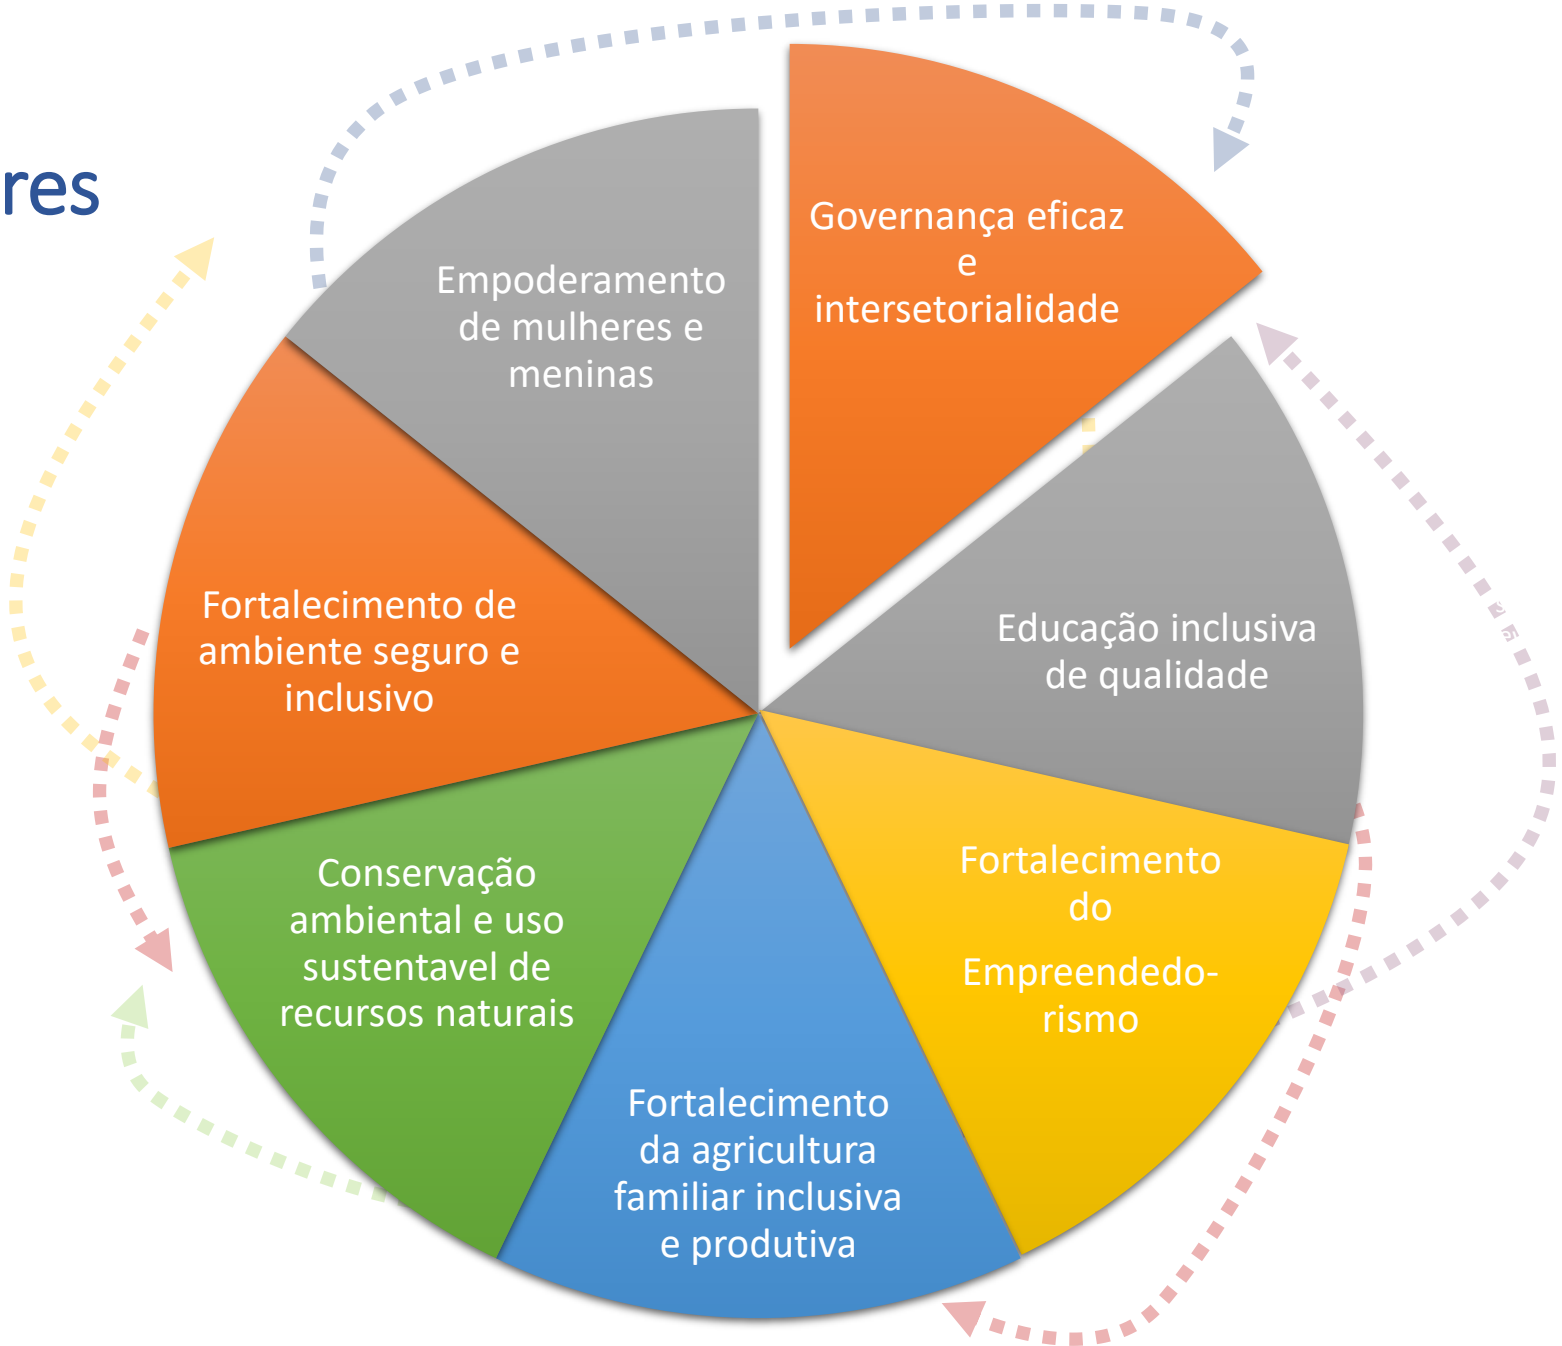 res
Governança eficaz
e
intersetorialidade
Empoderamento
de mulheres e
meninas
Educação inclusiva
de qualidade
Fortalecimento de
ambiente seguro e
inclusivo
Fortalecimento
do
Empreendedo-
rismo
Conservação
ambiental e uso
sustentavel de
recursos naturais
Fortalecimento
da agricultura
familiar inclusiva
e produtiva